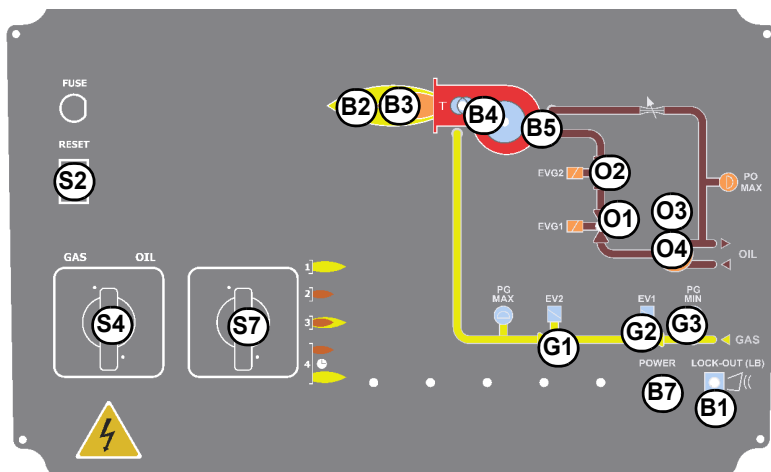 FUSE
RESET
S2
GAS OIL
S4
S7
1
2
3
4
B2
B3
T
B4
B5
EVG2
O2
EVG1
O1
O3
O4
PO
MAX
OIL
PG
MAX
EV2
EV1
PG
MIN
G1
G2
G3
GAS
POWER
LOCK-OUT (LB)
B7
B1